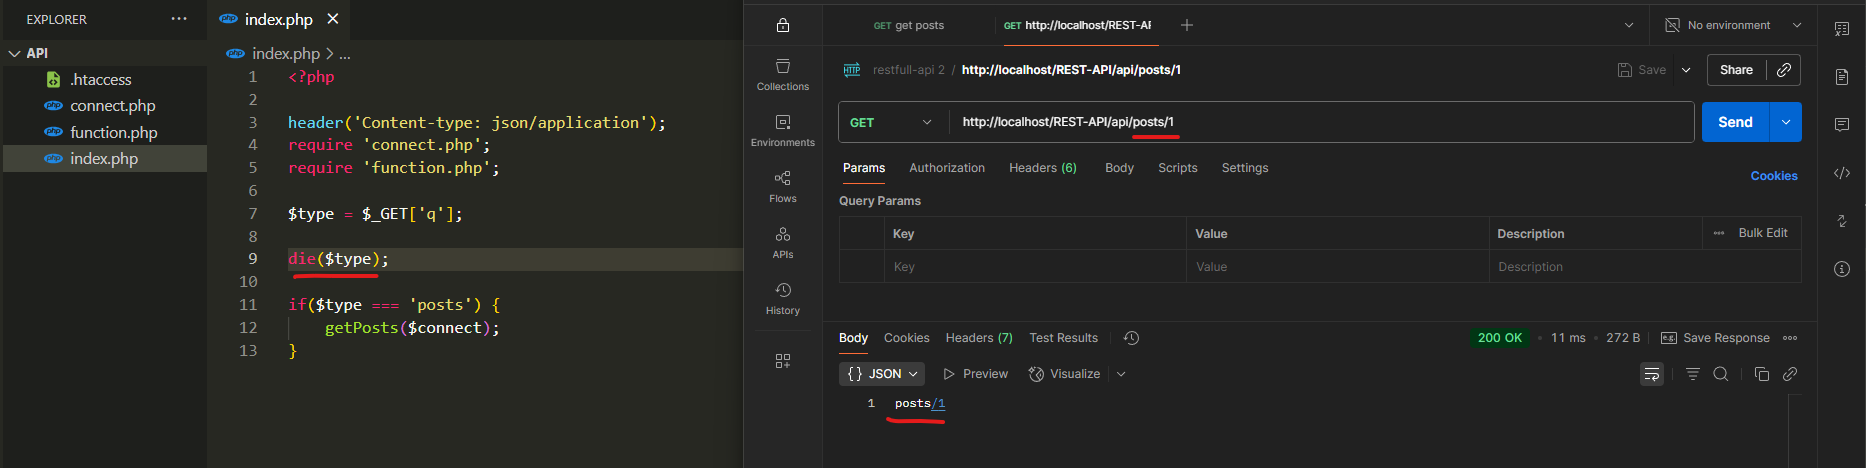 EXPLORER
API
.htaccess
connect.php
function.php
index.php
index.php
index.php > ...
1 <?php
2
3 header('Content-type: json/application');
4 require 'connect.php';
5 require 'function.php';
6
7 $type = $_GET['q'];
8
9 die($type);
10
11 if($type === 'posts') {
12 getPosts($connect);
13 }
Collections
Environments
Flows
APIs
History
GET get posts
GET http://localhost/REST-AF
No environment
HTTP restfull-api 2 / http://localhost/REST-API/api/posts/1
Save
Share
GET
http://localhost/REST-API/api/posts/1
Send
Params Authorization Headers (6) Body Scripts Settings
Cookies
Query Params
Key Value Description ••• Bulk Edit
Key Value Description
Body Cookies Headers (7) Test Results
200 OK • 11 ms • 272 B
e.g. Save Response •••
{} JSON Preview Visualize
1 posts/1